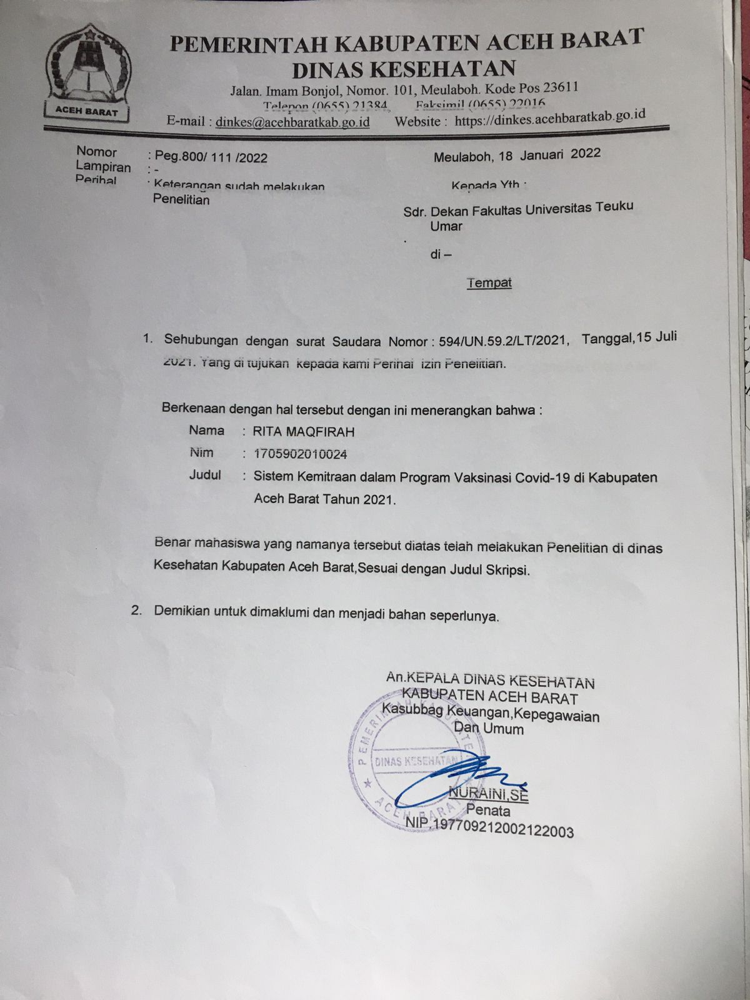 PEMERINTAH KABUPATEN ACEH BARAT
DINAS KESEHATAN
Jalan. Imam Bonjol, Nomor. 101, Meulaboh. Kode Pos 23611
Telepon (0655) 21384, Faksimil (0655) 22016
E-mail : dinkes@acehbaratkab.go.id Website : https://dinkes.acehbaratkab.go.id
ACEH BARAT
Nomor : Peg.800/ 111 /2022
Lampiran : -
Perihal : Keterangan sudah melakukan
Penelitian
Meulaboh, 18 Januari 2022
Kepada Yth :
Sdr. Dekan Fakultas Universitas Teuku
Umar
di –
Tempat
1. Sehubungan dengan surat Saudara Nomor : 594/UN.59.2/LT/2021, Tanggal,15 Juli
2021. Yang di tujukan kepada kami Perihal izin Penelitian.
Berkenaan dengan hal tersebut dengan ini menerangkan bahwa :
Nama : RITA MAQFIRAH
Nim : 1705902010024
Judul : Sistem Kemitraan dalam Program Vaksinasi Covid-19 di Kabupaten
Aceh Barat Tahun 2021.
Benar mahasiswa yang namanya tersebut diatas telah melakukan Penelitian di dinas
Kesehatan Kabupaten Aceh Barat,Sesuai dengan Judul Skripsi.
2. Demikian untuk dimaklumi dan menjadi bahan seperlunya.
An.KEPALA DINAS KESEHATAN
KABUPATEN ACEH BARAT
Kasubbag Keuangan,Kepegawaian
Dan Umum
PEMERINTAH KABUPATEN
DINAS KESEHATAN
ACEH BARAT
NURAINI,SE
Penata
NIP.197709212002122003